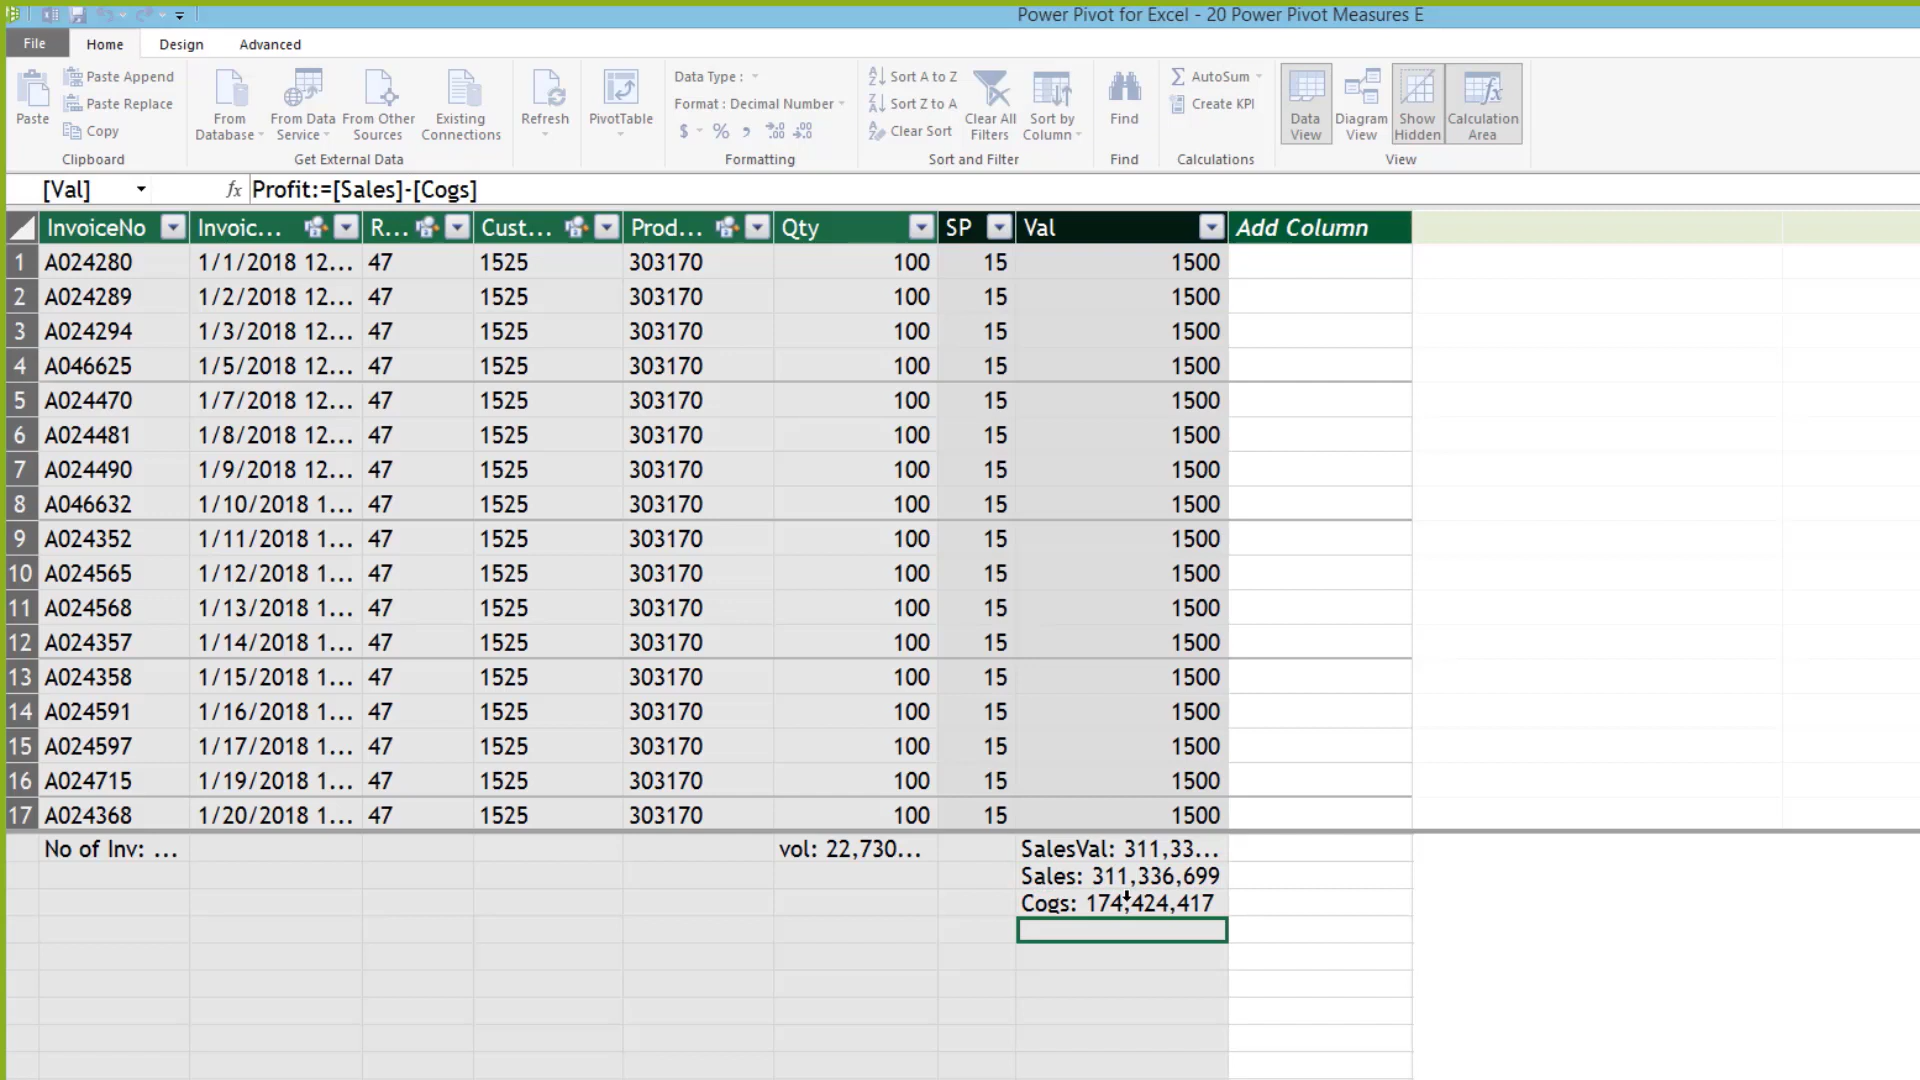 Power Pivot for Excel - 20 Power Pivot Measures E
File Home Design Advanced
Paste
Paste Append
Paste Replace
Copy
Clipboard
From Database
From Data Service
From Other Sources
Existing Connections
Get External Data
Refresh
PivotTable
Data Type :
Format : Decimal Number
$ % , .00 .00
Formatting
Sort A to Z
Sort Z to A
Clear Sort
Clear All Filters
Sort by Column
Sort and Filter
Find
Find
AutoSum
Create KPI
Calculations
Data View
Diagram View
Show Hidden
Calculation Area
View
[Val] fx Profit:=[Sales]-[Cogs]
InvoiceNo Invoic... R... Cust... Prod... Qty SP Val Add Column
1 A024280 1/1/2018 12... 47 1525 303170 100 15 1500
2 A024289 1/2/2018 12... 47 1525 303170 100 15 1500
3 A024294 1/3/2018 12... 47 1525 303170 100 15 1500
4 A046625 1/5/2018 12... 47 1525 303170 100 15 1500
5 A024470 1/7/2018 12... 47 1525 303170 100 15 1500
6 A024481 1/8/2018 12... 47 1525 303170 100 15 1500
7 A024490 1/9/2018 12... 47 1525 303170 100 15 1500
8 A046632 1/10/2018 1... 47 1525 303170 100 15 1500
9 A024352 1/11/2018 1... 47 1525 303170 100 15 1500
10 A024565 1/12/2018 1... 47 1525 303170 100 15 1500
11 A024568 1/13/2018 1... 47 1525 303170 100 15 1500
12 A024357 1/14/2018 1... 47 1525 303170 100 15 1500
13 A024358 1/15/2018 1... 47 1525 303170 100 15 1500
14 A024591 1/16/2018 1... 47 1525 303170 100 15 1500
15 A024597 1/17/2018 1... 47 1525 303170 100 15 1500
16 A024715 1/19/2018 1... 47 1525 303170 100 15 1500
17 A024368 1/20/2018 1... 47 1525 303170 100 15 1500
No of Inv: ... vol: 22,730... SalesVal: 311,33...
Sales: 311,336,699
Cogs: 174,424,417